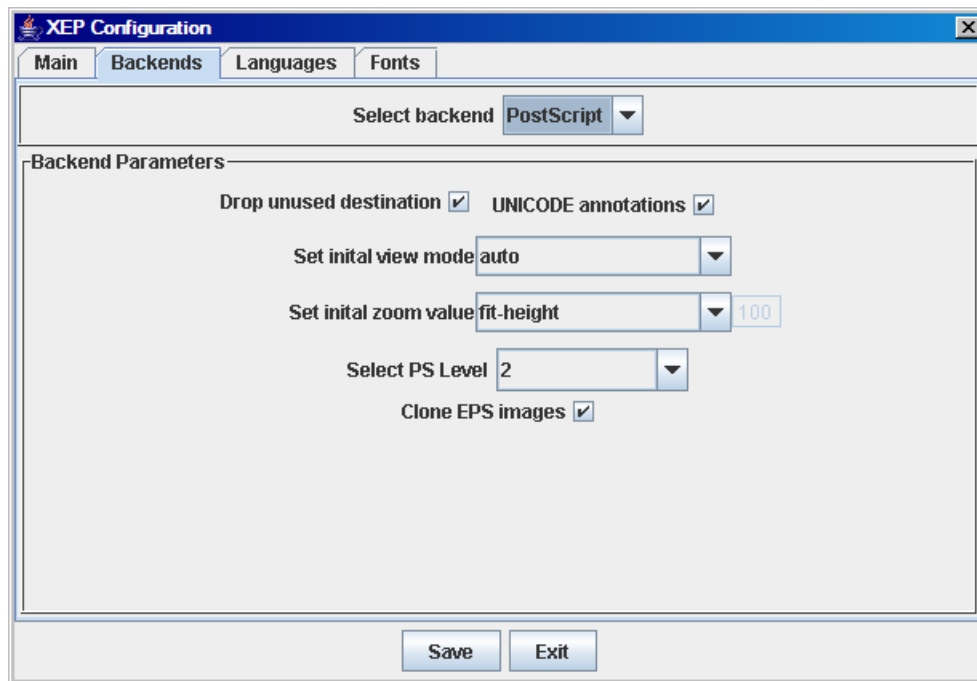 XEP Configuration
Main Backends Languages Fonts
Select backend PostScript
Backend Parameters
Drop unused destination UNICODE annotations
Set inital view mode auto
Set inital zoom value fit-height 100
Select PS Level 2
Clone EPS images
Save Exit